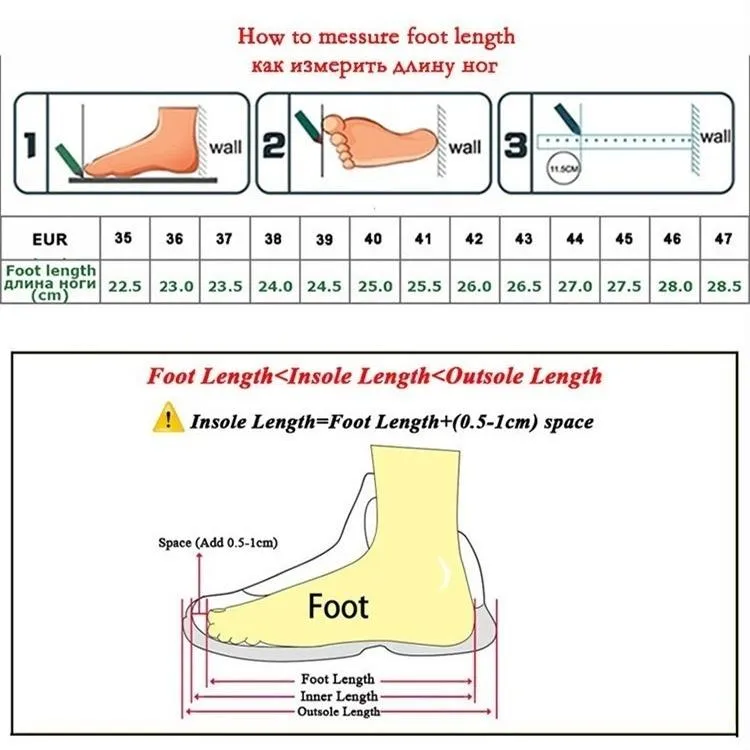 How to messure foot length
как измерить длину ног
1 wall 2 wall 3 wall
11.5CM
EUR 35 36 37 38 39 40 41 42 43 44 45 46 47
Foot length
длина ноги
(cm) 22.5 23.0 23.5 24.0 24.5 25.0 25.5 26.0 26.5 27.0 27.5 28.0 28.5
Foot Length<Insole Length<Outsole Length
! Insole Length=Foot Length+(0.5-1cm) space
Space (Add 0.5-1cm)
Foot
Foot Length
Inner Length
Outsole Length